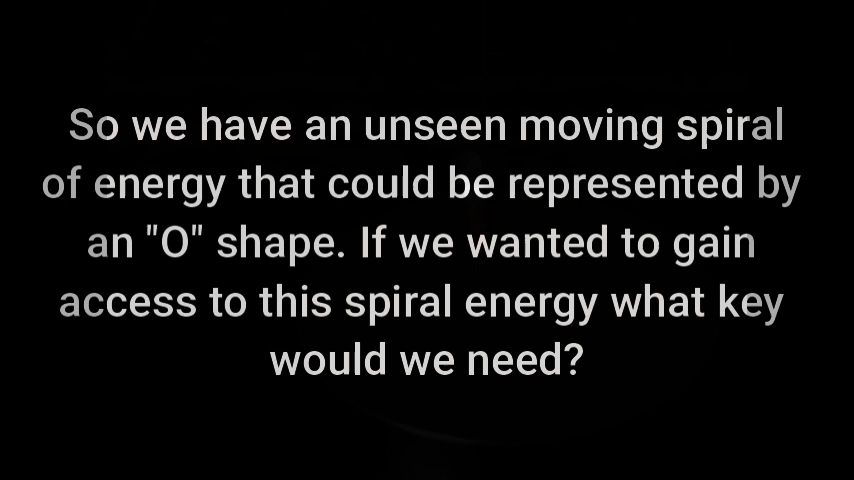 So we have an unseen moving spiral
of energy that could be represented by
an "O" shape. If we wanted to gain
access to this spiral energy what key
would we need?